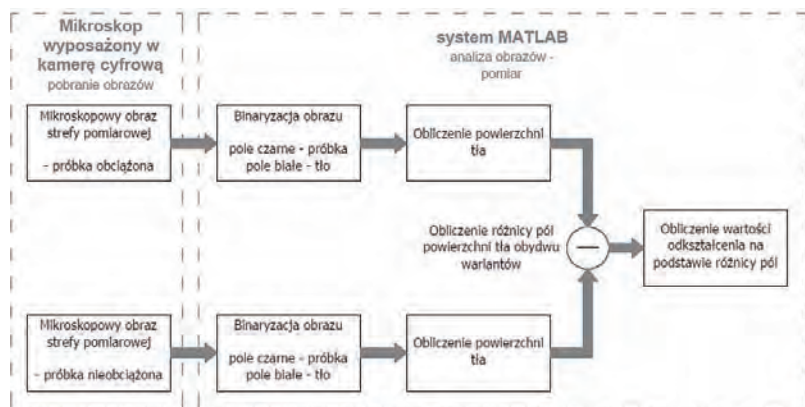 Mikroskop
wyposażony w
kamerę cyfrową
pobranie obrazów
system MATLAB
analiza obrazów -
pomiar
Mikroskopowy obraz
strefy pomiarowej
- próbka obciążona
Binaryzacja obrazu
pole czarne - próbka
pole białe - tło
Obliczenie powierzchni
tła
Obliczenie różnicy pól
powierzchni tła obydwu
wariantów
—
Obliczenie wartości
odkształcenia na
podstawie różnicy pól
Mikroskopowy obraz
strefy pomiarowej
- próbka nieobciążona
Binaryzacja obrazu
pole czarne - próbka
pole białe - tło
Obliczenie powierzchni
tła